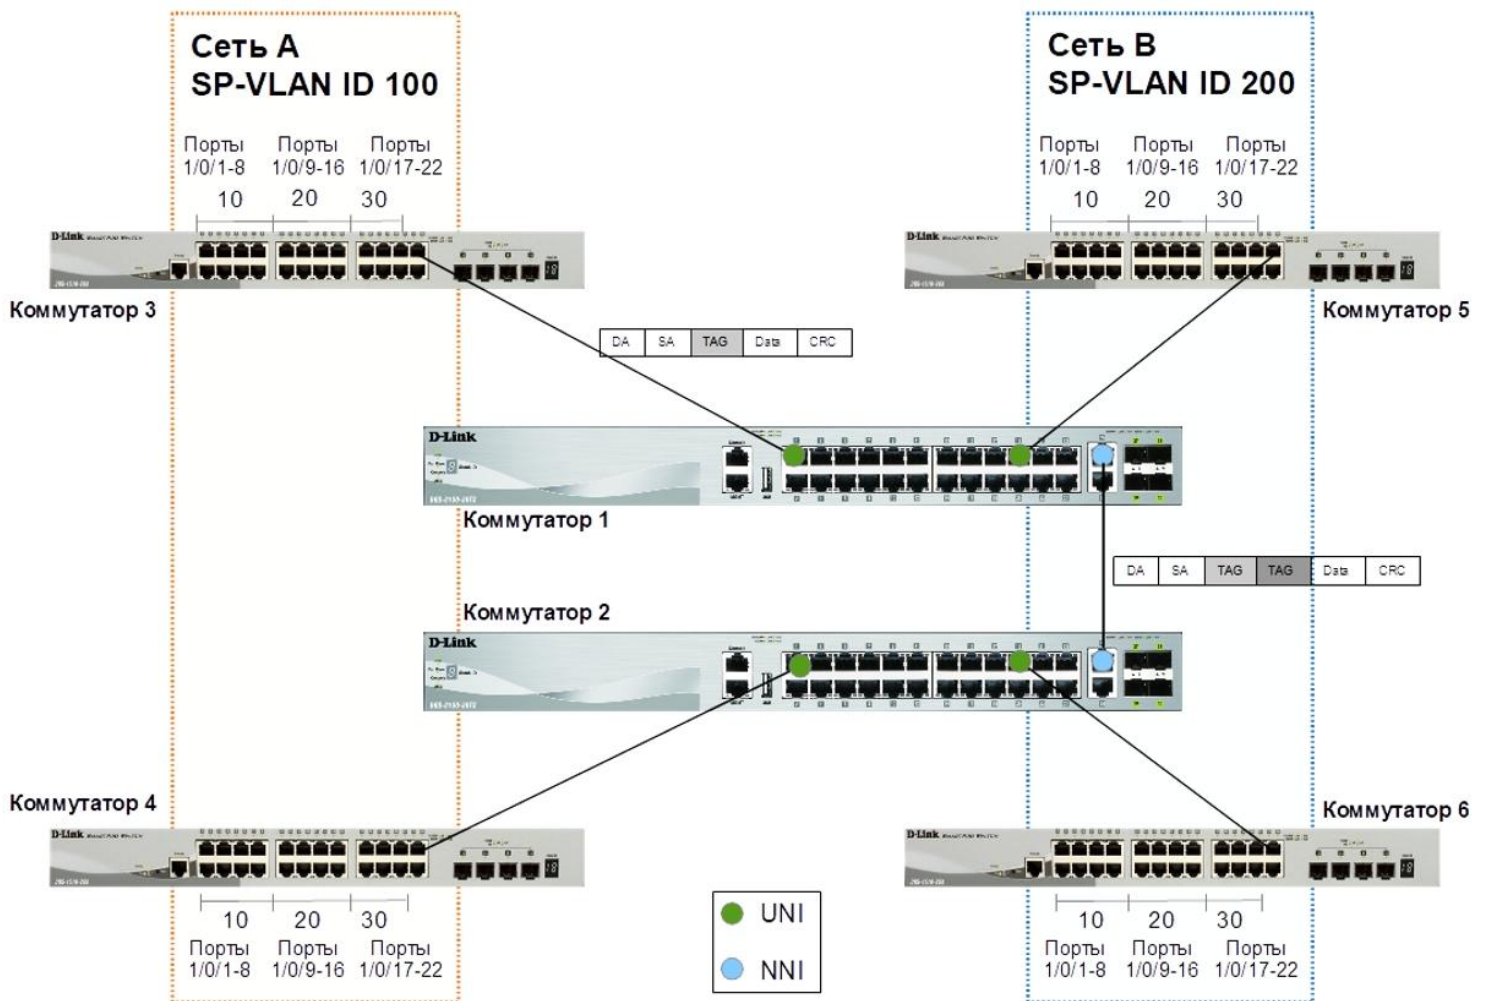 Сеть А
SP-VLAN ID 100
Сеть В
SP-VLAN ID 200
Порты
1/0/1-8
Порты
1/0/9-16
Порты
1/0/17-22
10
20
30
Порты
1/0/1-8
Порты
1/0/9-16
Порты
1/0/17-22
10
20
30
D-Link
D-Link
Коммутатор 3
Коммутатор 5
DA
SA
TAG
Data
CRC
D-Link
Коммутатор 1
DA
SA
TAG
TAG
Data
CRC
Коммутатор 2
D-Link
Коммутатор 4
Коммутатор 6
D-Link
D-Link
10
20
30
Порты
1/0/1-8
Порты
1/0/9-16
Порты
1/0/17-22
UNI
NNI
10
20
30
Порты
1/0/1-8
Порты
1/0/9-16
Порты
1/0/17-22